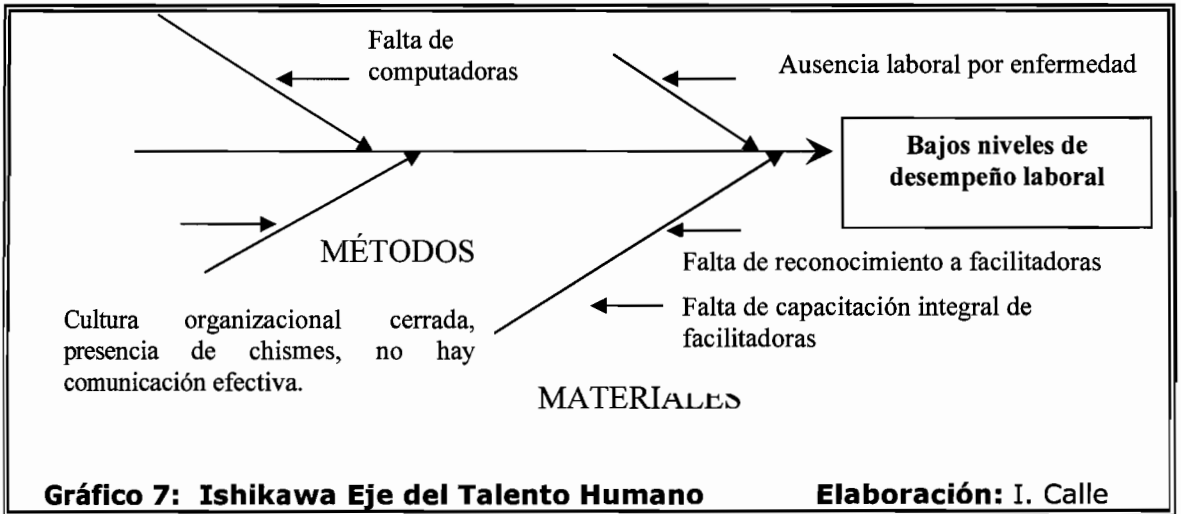 Falta de
computadoras
Ausencia laboral por enfermedad
Bajos niveles de
desempeño laboral
MÉTODOS
Falta de reconocimiento a facilitadoras
Falta de capacitación integral de
facilitadoras
Cultura organizacional cerrada,
presencia de chismes, no hay
comunicación efectiva.
MATERIALES
Gráfico 7: Ishikawa Eje del Talento Humano Elaboración: I. Calle